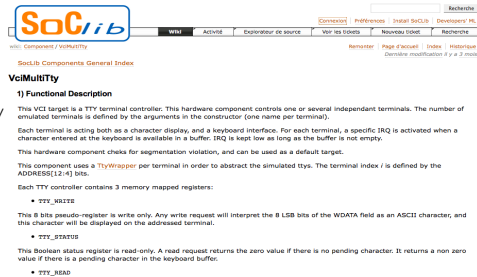 SoClib
Recherche
Connexion Préférences Install SoCLib Developers' ML
Wiki Activité Explorateur de source Voir les tickets Nouveau ticket Recherche
wiki: Component / VciMultiTty
Remonter Page d'accueil Index Historique
Dernière modification il y a 3 mois
SocLib Components General Index
VciMultiTty
1) Functional Description
This VCI target is a TTY terminal controller. This hardware component controls one or several independant terminals. The number of
emulated terminals is defined by the arguments in the constructor (one name per terminal).
Each terminal is acting both as a character display, and a keyboard interface. For each terminal, a specific IRQ is activated when a
character entered at the keyboard is available in a buffer. IRQ is kept low as long as the buffer is not empty.
This hardware component cheks for segmentation violation, and can be used as a default target.
This component uses a TtyWrapper per terminal in order to abstract the simulated ttys. The terminal index i is defined by the
ADDRESS[12:4] bits.
Each TTY controller contains 3 memory mapped registers:
• TTY_WRITE
This 8 bits pseudo-register is write only. Any write request will interpret the 8 LSB bits of the WDATA field as an ASCII character, and
this character will be displayed on the addressed terminal.
• TTY_STATUS
This Boolean status register is read-only. A read request returns the zero value if there is no pending character. It returns a non zero
value if there is a pending character in the keyboard buffer.
• TTY_READ